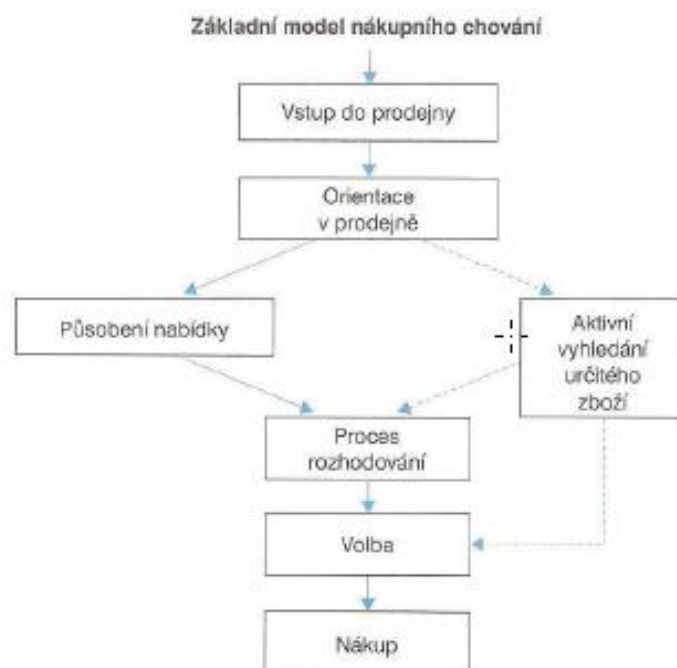 Základní model nákupního chování
Vstup do prodejny
Orientace
v prodejně
Působení nabídky
Aktivní
vyhledání
určitého
zboží
Proces
rozhodování
Volba
Nákup